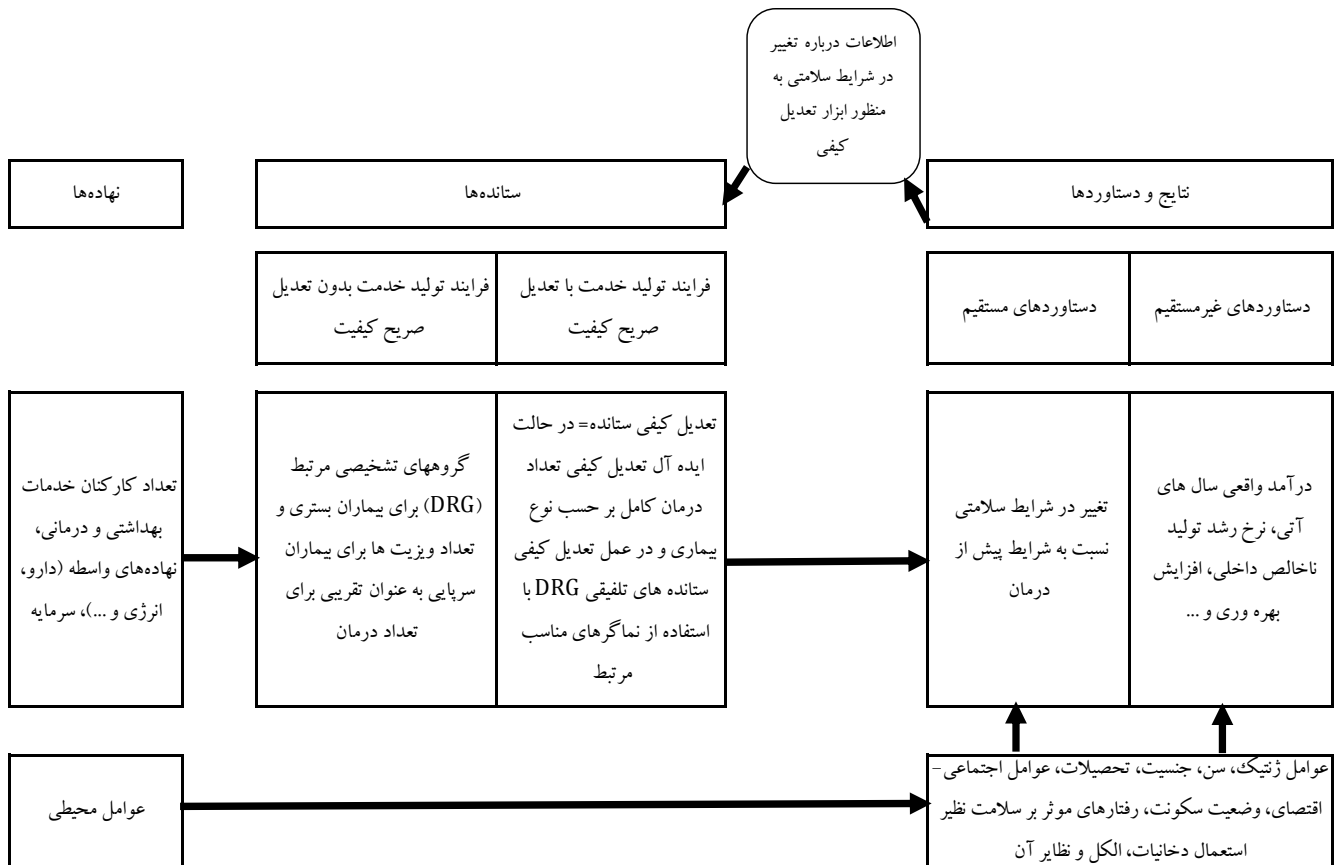 اطلاعات درباره تغییر
در شرایط سلامتی به
منظور ابزار تعدیل
کیفی
نتایج و دستاوردها
ستانده‌ها
نهاده‌ها
دستاوردهای غیرمستقیم
دستاوردهای مستقیم
فرایند تولید خدمت با تعدیل
صریح کیفیت
فرایند تولید خدمت بدون تعدیل
صریح کیفیت
درآمد واقعی سال های
آتی، نرخ رشد تولید
ناخالص داخلی، افزایش
بهره وری و ...
تغییر در شرایط سلامتی
نسبت به شرایط پیش از
درمان
تعدیل کیفی ستانده= در حالت
ایده آل تعدیل کیفی تعداد
درمان کامل بر حسب نوع
بیماری و در عمل تعدیل کیفی
ستانده های تلفیقی DRG با
استفاده از نماگرهای مناسب
مرتبط
گروههای تشخیصی مرتبط
(DRG) برای بیماران بستری و
تعداد ویزیت ها برای بیماران
سرپایی به عنوان تقریبی برای
تعداد درمان
تعداد کارکنان خدمات
بهداشتی و درمانی،
نهاده‌های واسطه (دارو،
انرژی و ...)، سرمایه
عوامل ژنتیک، سن، جنسیت، تحصیلات، عوامل اجتماعی-
اقتصای، وضعیت سکونت، رفتارهای موثر بر سلامت نظیر
استعمال دخانیات، الکل و نظایر آن
عوامل محیطی